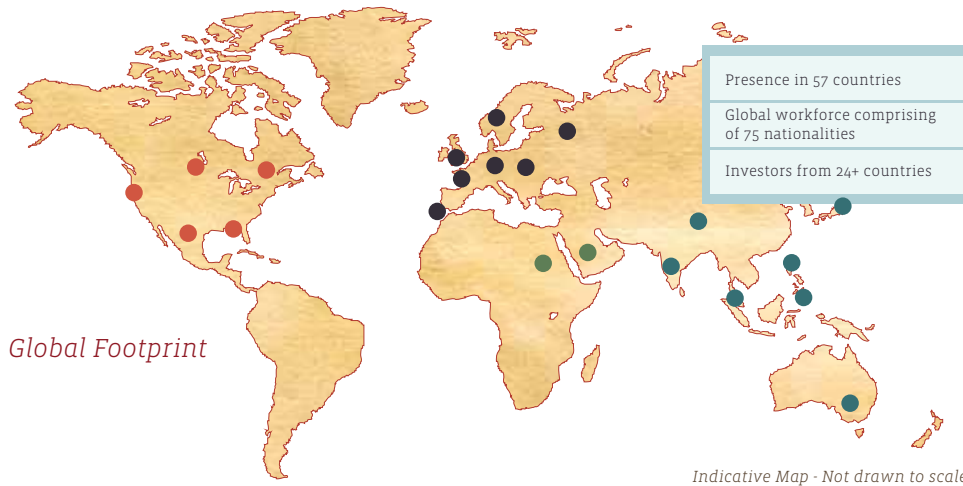 Presence in 57 countries
Global workforce comprising
of 75 nationalities
Investors from 24+ countries
Global Footprint
Indicative Map - Not drawn to scale